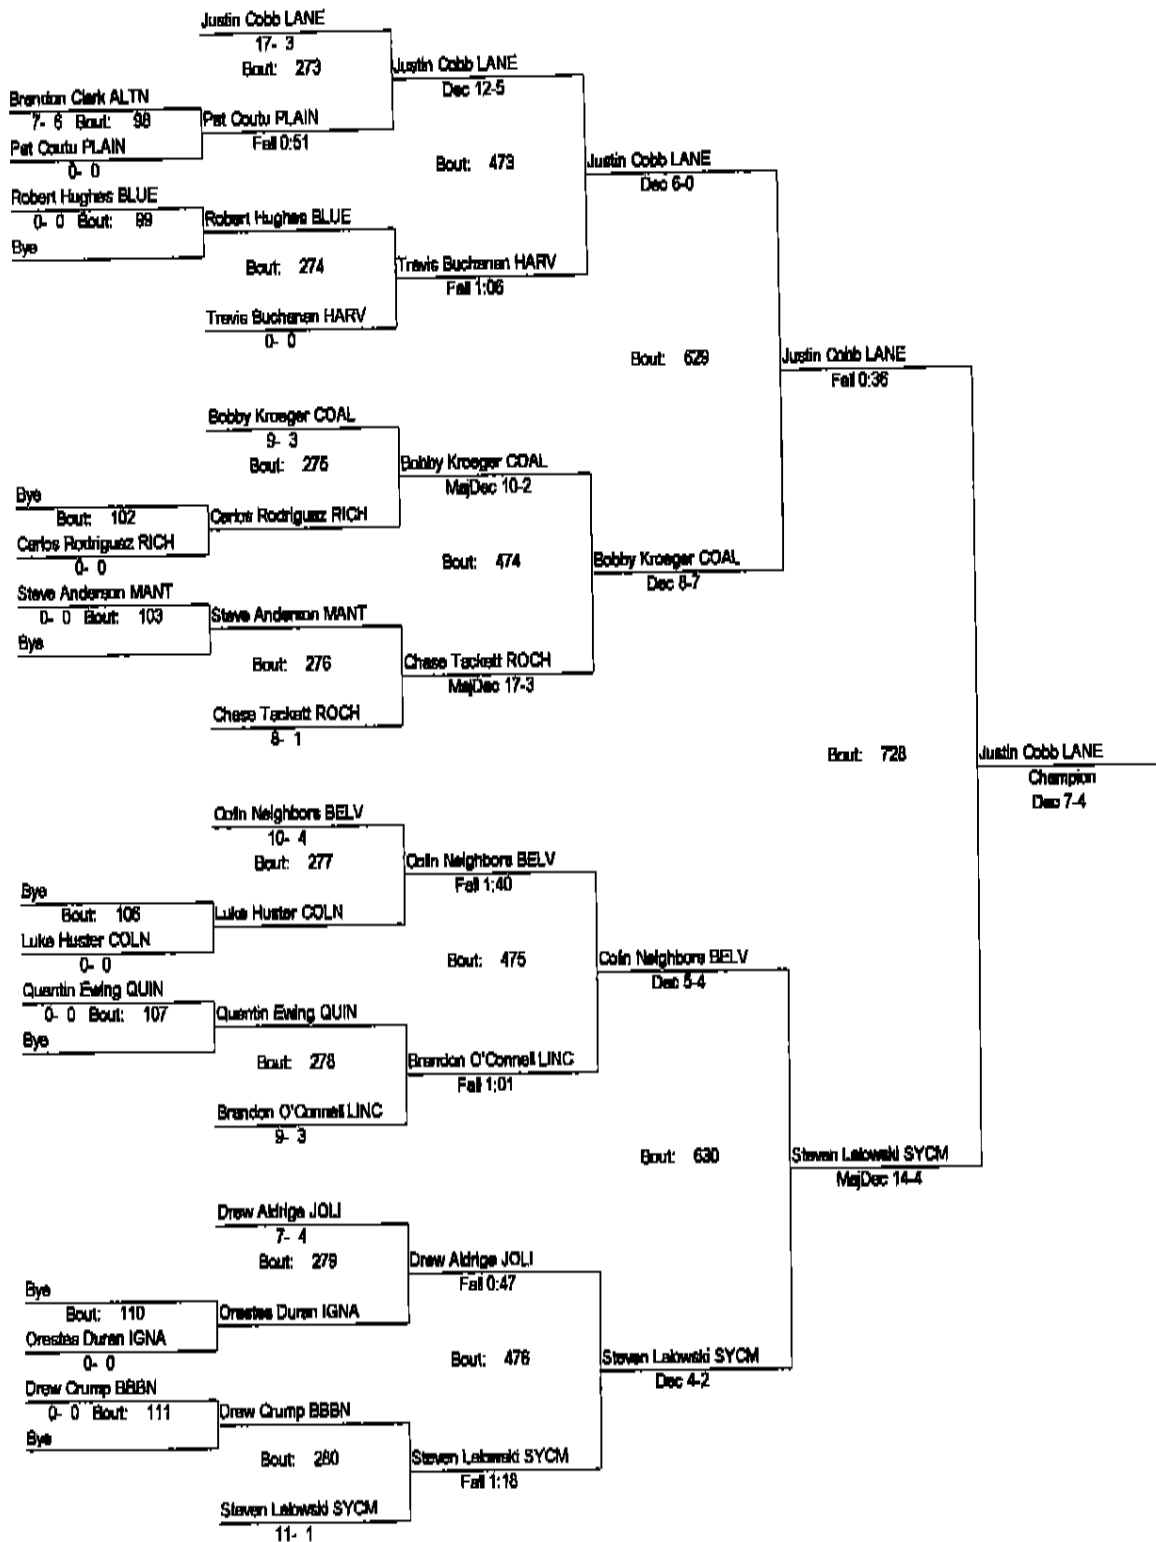 Justin Cobb LANE
17- 3
Bout: 273
Justin Cobb LANE
Dec 12-5
Brandon Clark ALTN
7- 6 Bout: 98
Pat Coutu PLAIN
Pat Coutu PLAIN
Fall 0:51
0- 0
Bout: 473
Justin Cobb LANE
Dec 6-0
Robert Hughes BLUE
0- 0 Bout: 99
Robert Hughes BLUE
Bye
Bout: 274
Travis Buchanan HARV
Fall 1:06
Travis Buchanan HARV
0- 0
Bout: 629
Justin Cobb LANE
Fall 0:36
Bobby Kroeger COAL
9- 3
Bout: 275
Bobby Kroeger COAL
MajDec 10-2
Bye
Bout: 102
Carlos Rodriguez RICH
Carlos Rodriguez RICH
0- 0
Bout: 474
Bobby Kroeger COAL
Dec 8-7
Steve Anderson MANT
0- 0 Bout: 103
Steve Anderson MANT
Bye
Bout: 276
Chase Tackett ROCH
MajDec 17-3
Chase Tackett ROCH
8- 1
Bout: 728
Justin Cobb LANE
Champion
Dec 7-4
Colin Neighbors BELV
10- 4
Bout: 277
Colin Neighbors BELV
Fall 1:40
Bye
Bout: 106
Luke Huster COLN
Luke Huster COLN
0- 0
Bout: 475
Colin Neighbors BELV
Dec 5-4
Quentin Ewing QUIN
0- 0 Bout: 107
Quentin Ewing QUIN
Bye
Bout: 278
Brandon O'Connell LINC
Fall 1:01
Brandon O'Connell LINC
9- 3
Bout: 630
Steven Lalowski SYCM
MajDec 14-4
Drew Aldrige JOLI
7- 4
Bout: 279
Drew Aldrige JOLI
Fall 0:47
Bye
Bout: 110
Orestes Duran IGNA
Orestes Duran IGNA
0- 0
Bout: 476
Steven Lalowski SYCM
Dec 4-2
Drew Crump BBBN
0- 0 Bout: 111
Drew Crump BBBN
Bye
Bout: 280
Steven Lalowski SYCM
Fall 1:18
Steven Lalowski SYCM
11- 1